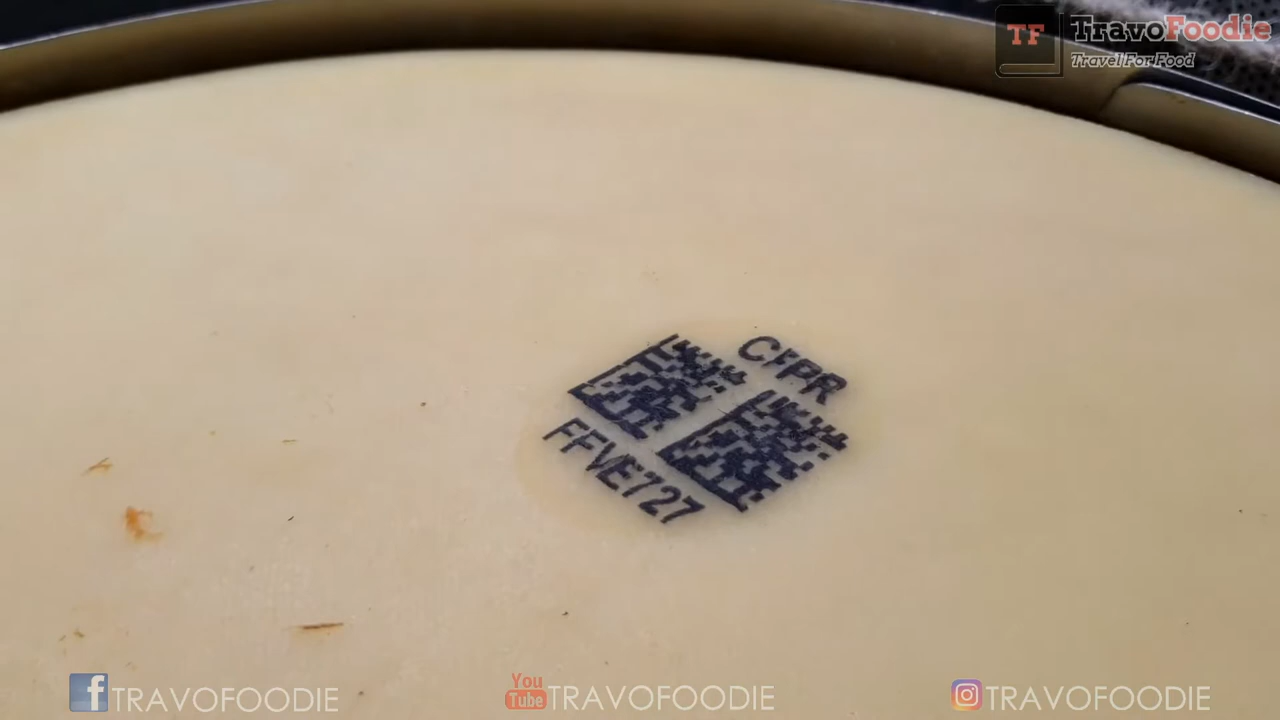 TF
TravoFoodie
Travel For Food
CFPR
FFVE727
TRAVOFOODIE
You
Tube
TRAVOFOODIE
TRAVOFOODIE